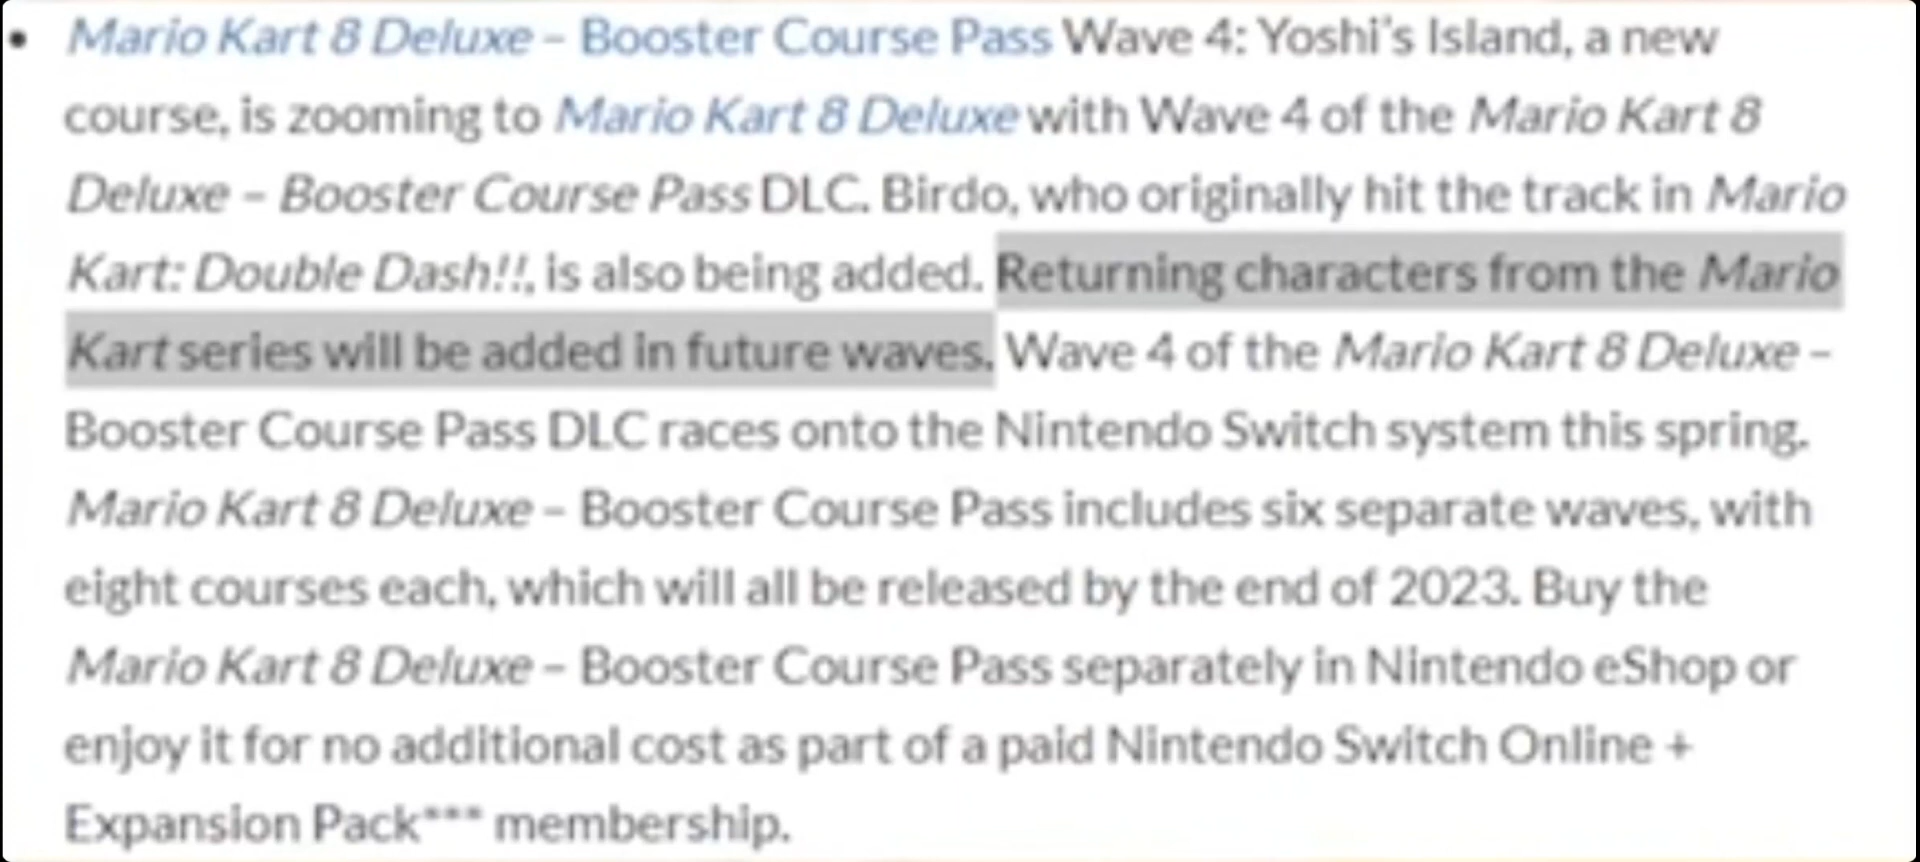 • Mario Kart 8 Deluxe – Booster Course Pass Wave 4: Yoshi's Island, a new
course, is zooming to Mario Kart 8 Deluxe with Wave 4 of the Mario Kart 8
Deluxe – Booster Course Pass DLC. Birdo, who originally hit the track in Mario
Kart: Double Dash!!, is also being added. Returning characters from the Mario
Kart series will be added in future waves. Wave 4 of the Mario Kart 8 Deluxe –
Booster Course Pass DLC races onto the Nintendo Switch system this spring.
Mario Kart 8 Deluxe – Booster Course Pass includes six separate waves, with
eight courses each, which will all be released by the end of 2023. Buy the
Mario Kart 8 Deluxe – Booster Course Pass separately in Nintendo eShop or
enjoy it for no additional cost as part of a paid Nintendo Switch Online +
Expansion Pack*** membership.